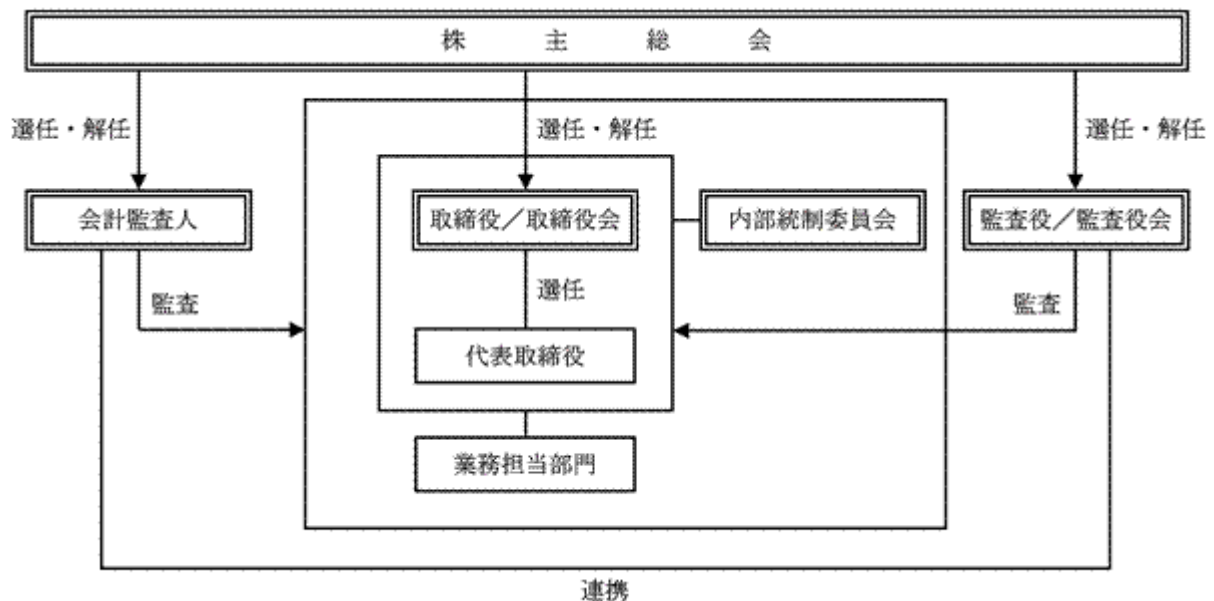 株主総会
選任・解任
選任・解任
選任・解任
会計監査人
取締役／取締役会
内部統制委員会
監査役／監査役会
監査
選任
監査
代表取締役
業務担当部門
連携